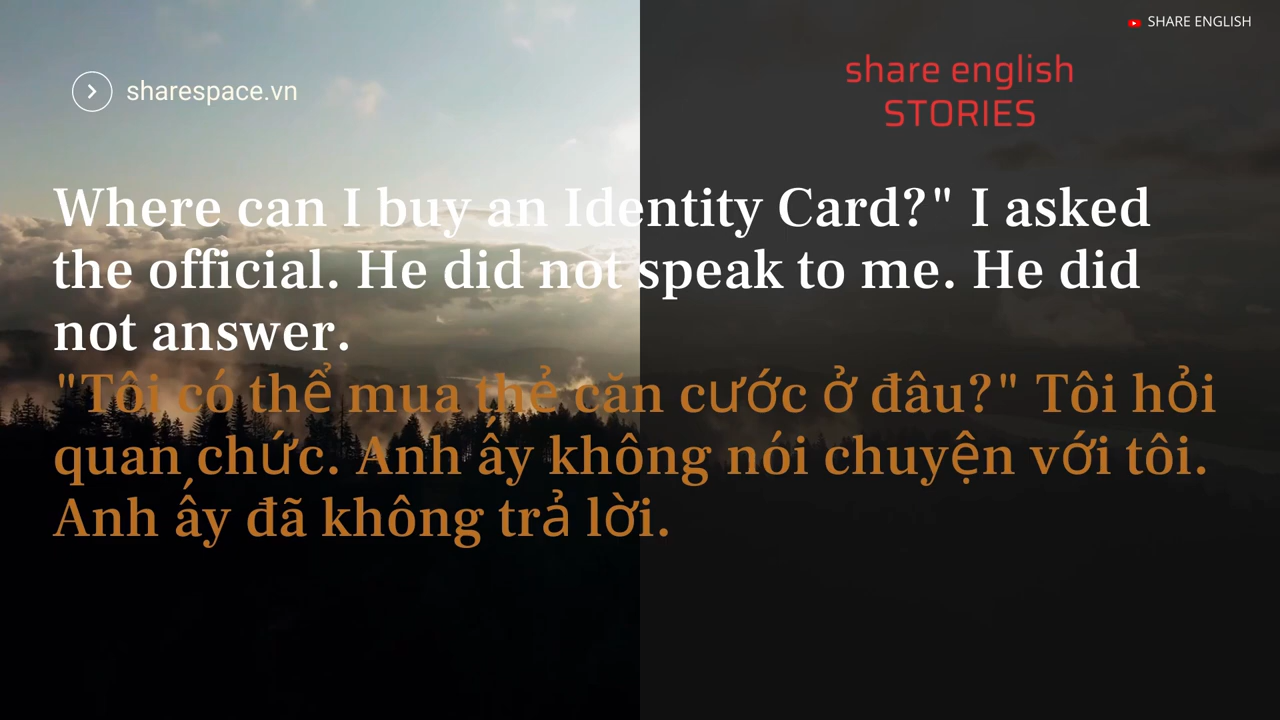 SHARE ENGLISH
sharespace.vn
share english
STORIES
Where can I buy an Identity Card?" I asked
the official. He did not speak to me. He did
not answer.
"Tôi có thể mua thẻ căn cước ở đâu?" Tôi hỏi
quan chức. Anh ấy không nói chuyện với tôi.
Anh ấy đã không trả lời.